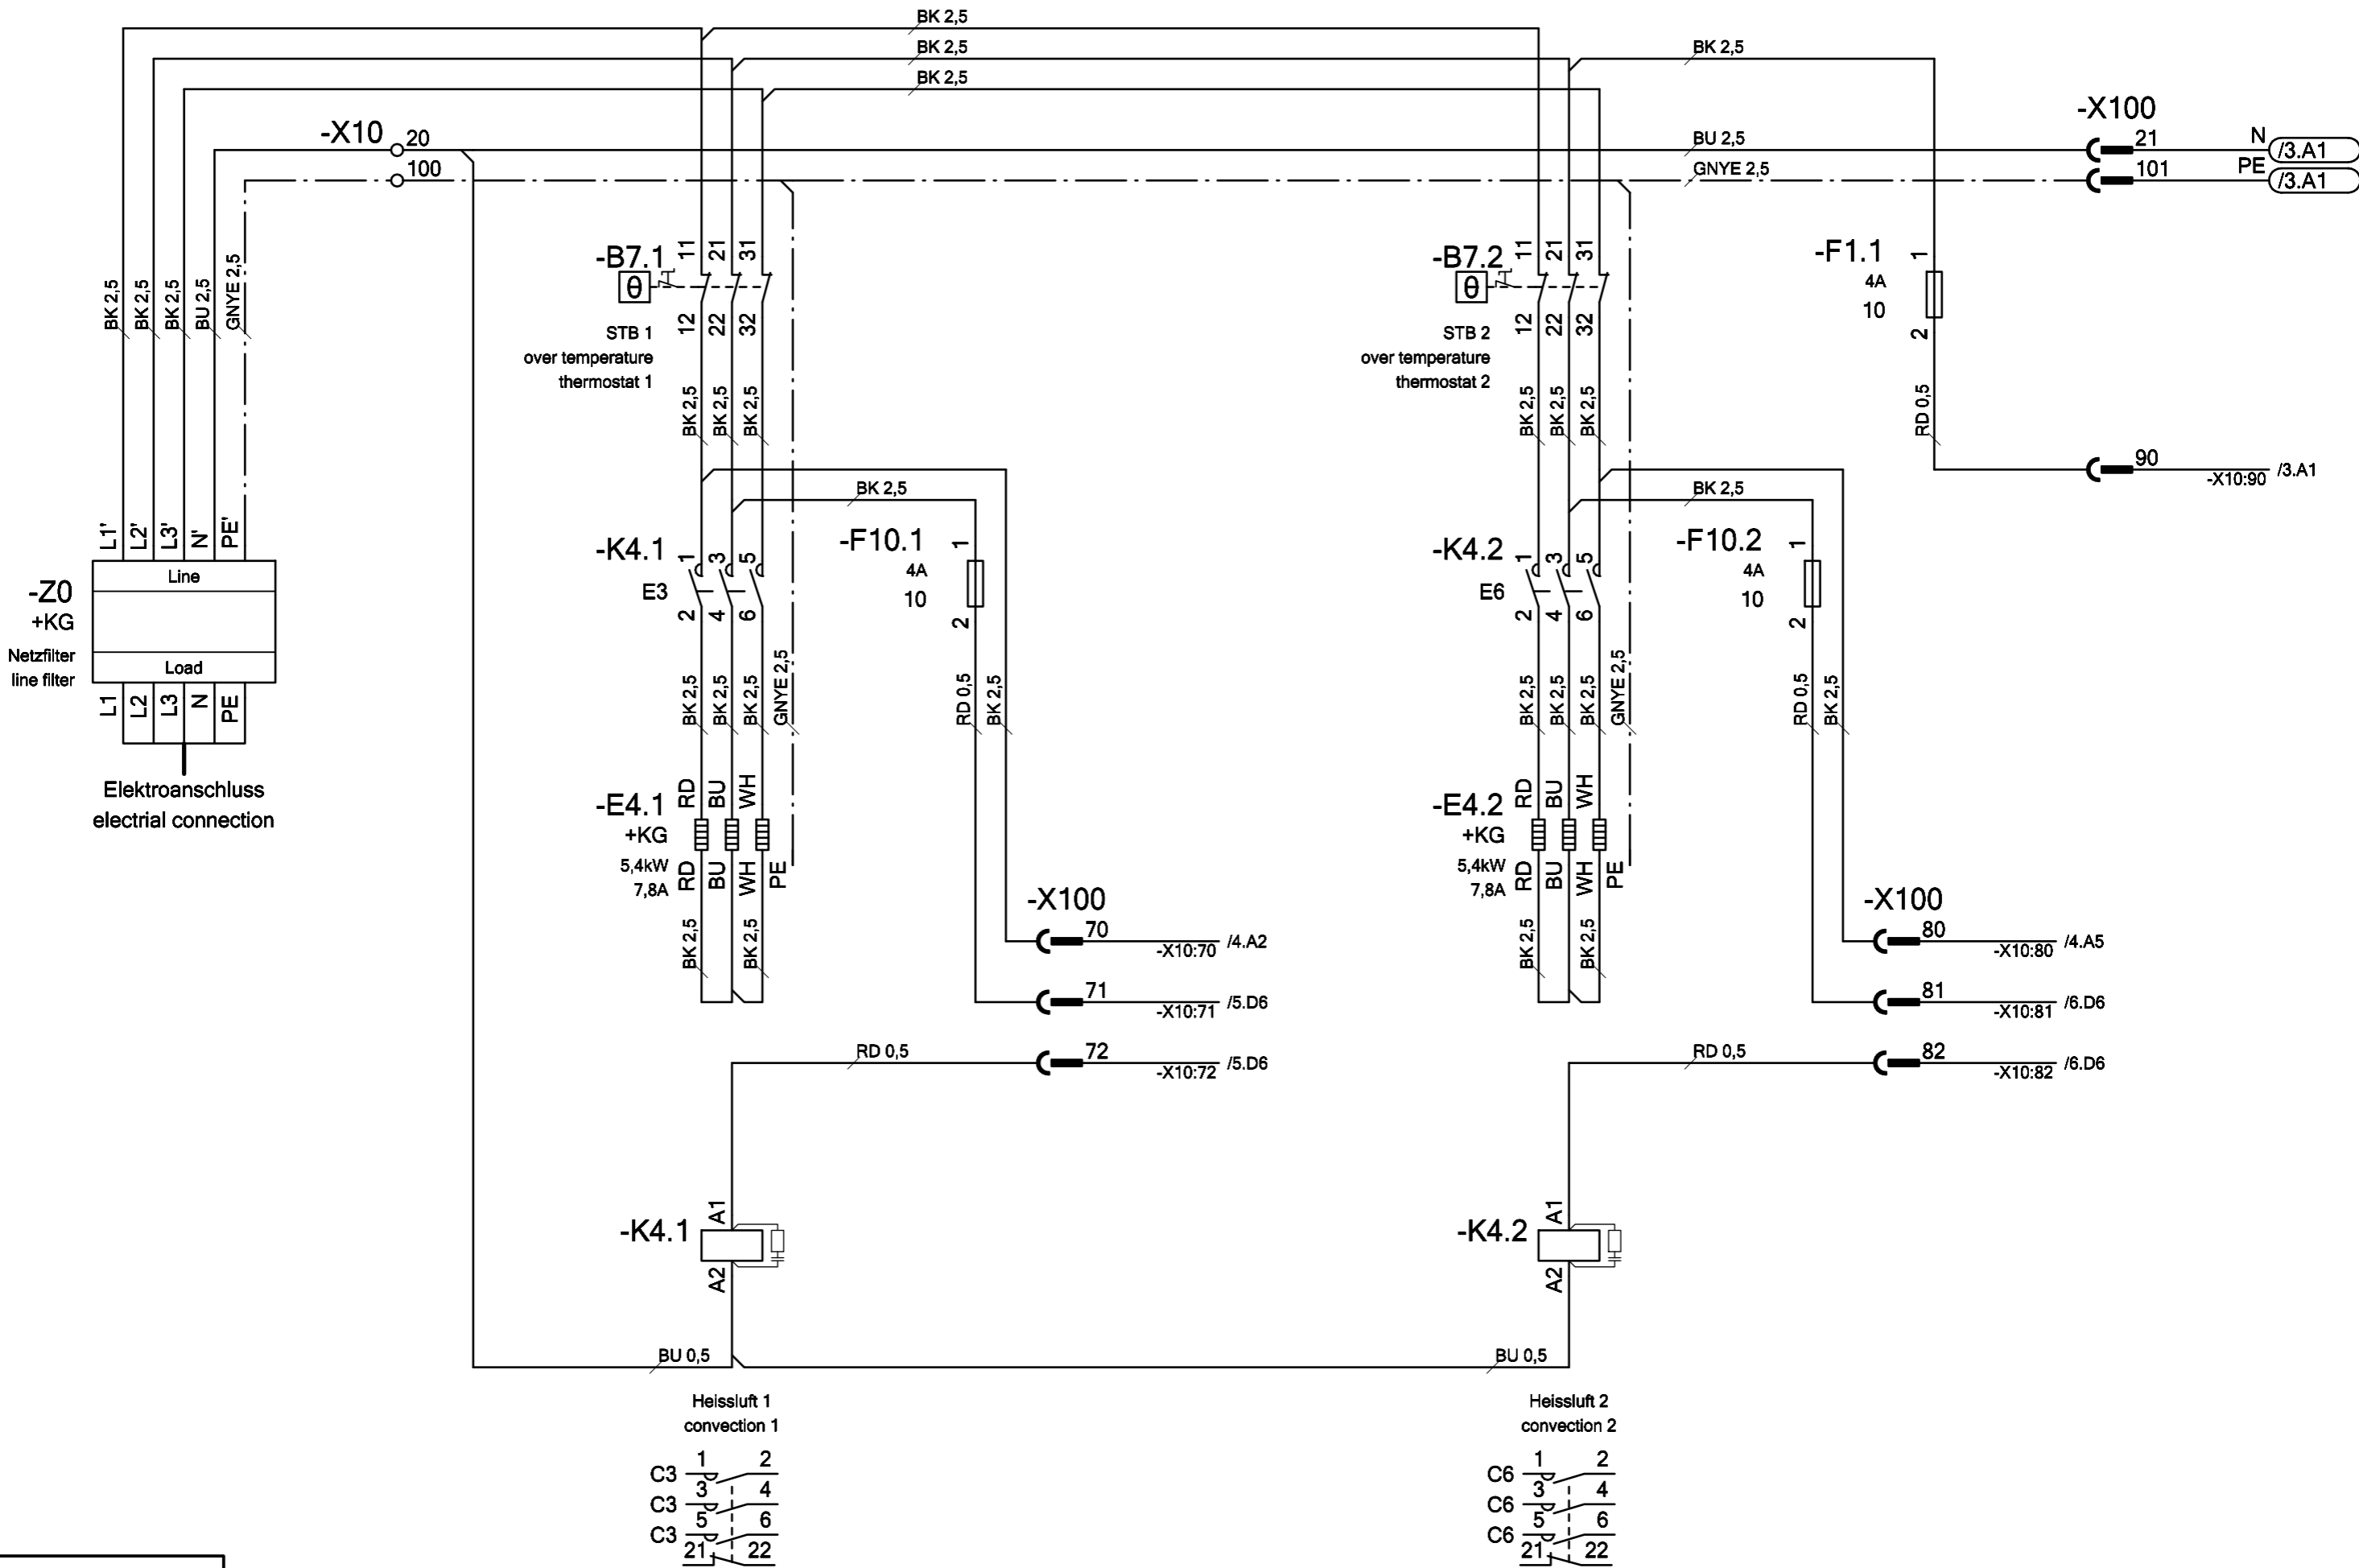 BK 2,5
BK 2,5
BK 2,5
BK 2,5
-X10 20
100
BU 2,5
GNYE 2,5
-X100
21 N /3.A1
101 PE /3.A1
BK 2,5 BK 2,5 BK 2,5 BU 2,5 GNYE 2,5
-B7.1 11 21 31
θ
12 22 32
STB 1
over temperature
thermostat 1
BK 2,5 BK 2,5 BK 2,5
-B7.2 11 21 31
θ
12 22 32
STB 2
over temperature
thermostat 2
BK 2,5 BK 2,5 BK 2,5
-F1.1 1
4A
10
2
RD 0,5
90
-X10:90 /3.A1
L1' L2' L3' N' PE'
Line
-Z0
+KG
Netzfilter
line filter
Load
L1 L2 L3 N PE
Elektroanschluss
electrial connection
BK 2,5
-K4.1 1 3 5
E3
2 4 6
-F10.1 1
4A
10
2
BK 2,5 BK 2,5 BK 2,5 GNYE 2,5
RD 0,5 BK 2,5
-E4.1 RD BU WH
+KG
5,4kW
7,8A
RD BU WH PE
BK 2,5 BK 2,5
-X100
70
-X10:70 /4.A2
71
-X10:71 /5.D6
72
-X10:72 /5.D6
RD 0,5
BK 2,5
-K4.2 1 3 5
E6
2 4 6
-F10.2 1
4A
10
2
BK 2,5 BK 2,5 BK 2,5 GNYE 2,5
RD 0,5 BK 2,5
-E4.2 RD BU WH
+KG
5,4kW
7,8A
RD BU WH PE
BK 2,5 BK 2,5
-X100
80
-X10:80 /4.A5
81
-X10:81 /6.D6
82
-X10:82 /6.D6
RD 0,5
-K4.1 A1
A2
-K4.2 A1
A2
BU 0,5
BU 0,5
Heissluft 1
convection 1
C3 1 2
C3 3 4
C3 5 6
21 22
Heissluft 2
convection 2
C6 1 2
C6 3 4
C6 5 6
21 22